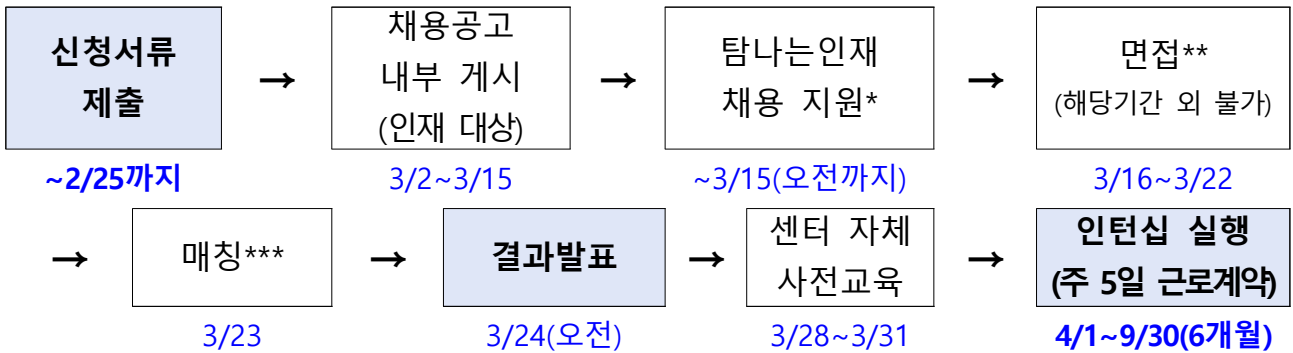 신청서류
제출
→
채용공고
내부 게시
(인재 대상)
→
탐나는인재
채용 지원*
→
면접**
(해당기간 외 불가)
~2/25까지
3/2~3/15
~3/15(오전까지)
3/16~3/22
→
매칭***
→
결과발표
→
센터 자체
사전교육
→
인턴십 실행
(주 5일 근로계약)
3/23
3/24(오전)
3/28~3/31
4/1~9/30(6개월)